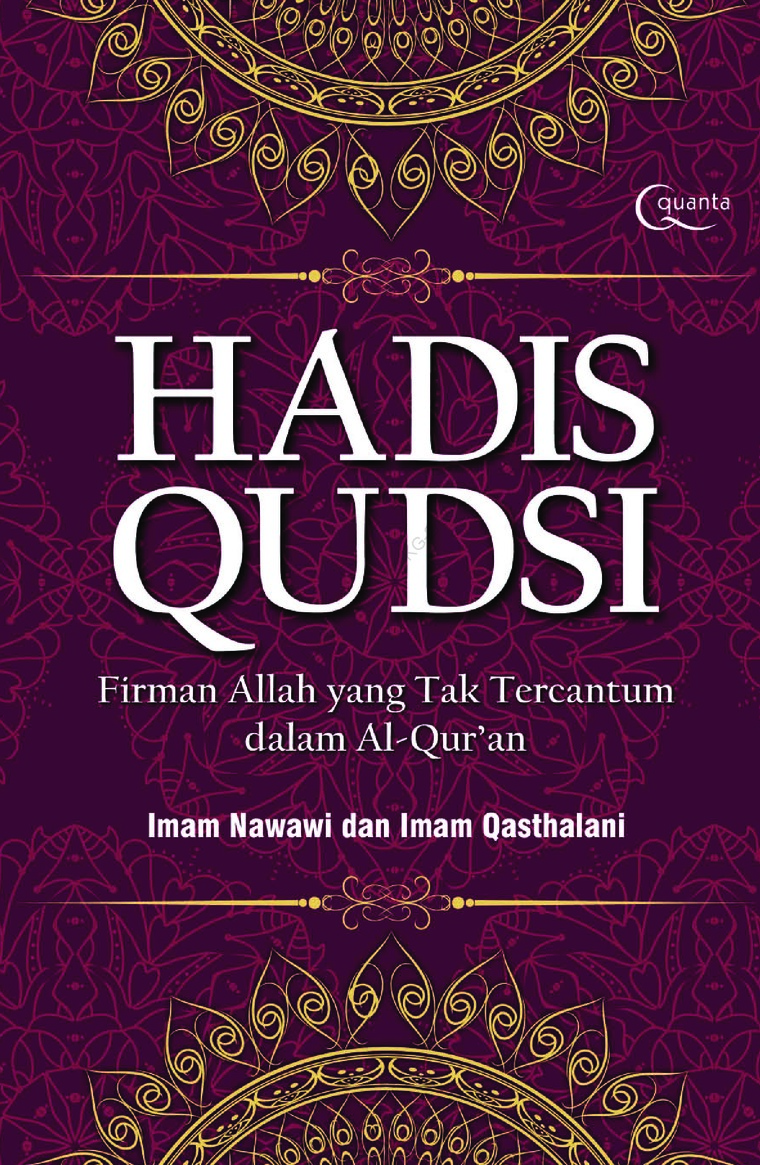 quanta
HADIS
QUDSI
Firman Allah yang Tak Tercantum
dalam Al-Qur'an
Imam Nawawi dan Imam Qasthalani